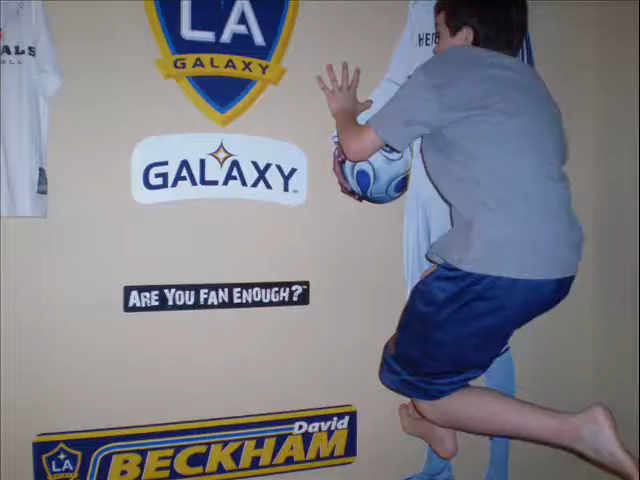 LA
GALAXY
GALAXY
ARE YOU FAN ENOUGH?
LA
David
BECKHAM